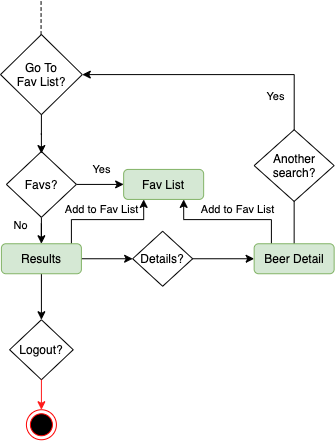 Go To
Fav List?
Yes
Another
search?
Yes
Favs?
Fav List
No
Add to Fav List
Add to Fav List
Results
Details?
Beer Detail
Logout?